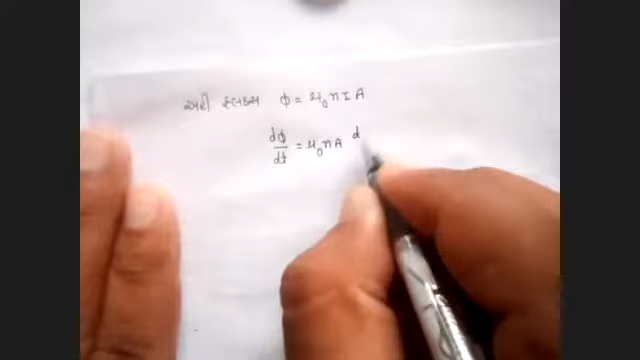 અહી ફ્લક્સ ϕ = μ₀nIA
dϕ/dt = μ₀nA d